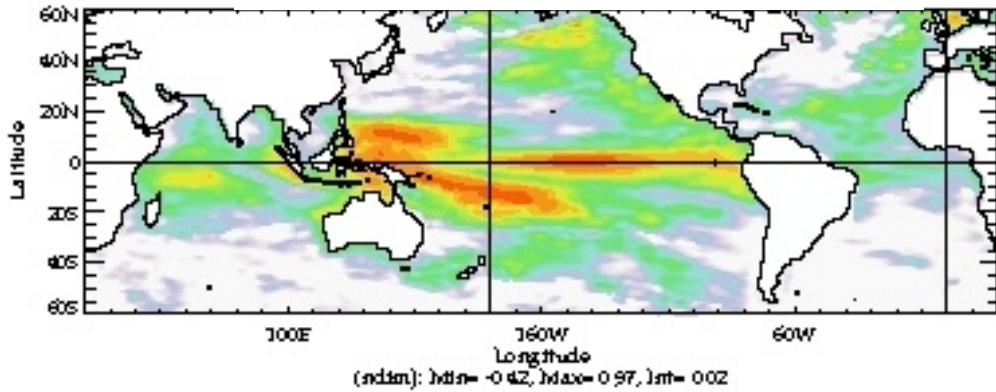 60N
40N
20N
0
20S
40S
60S
Latitude
100E 160W 60W
Longitude
(ndim): Min= -0.42, Max= 0.97, Int= 0.02